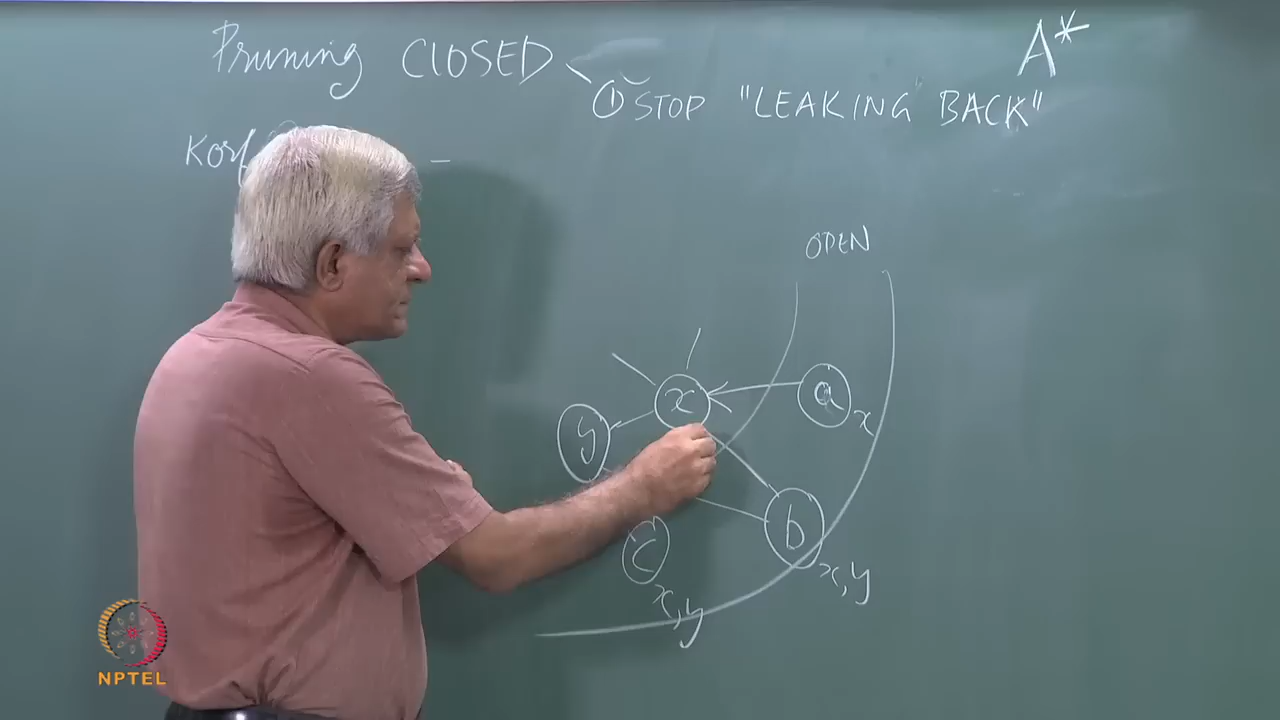 Pruning CLOSED
A*
① STOP "LEAKING BACK"
Korf
OPEN
x
a
x
y
b
x, y
c
x, y
NPTEL